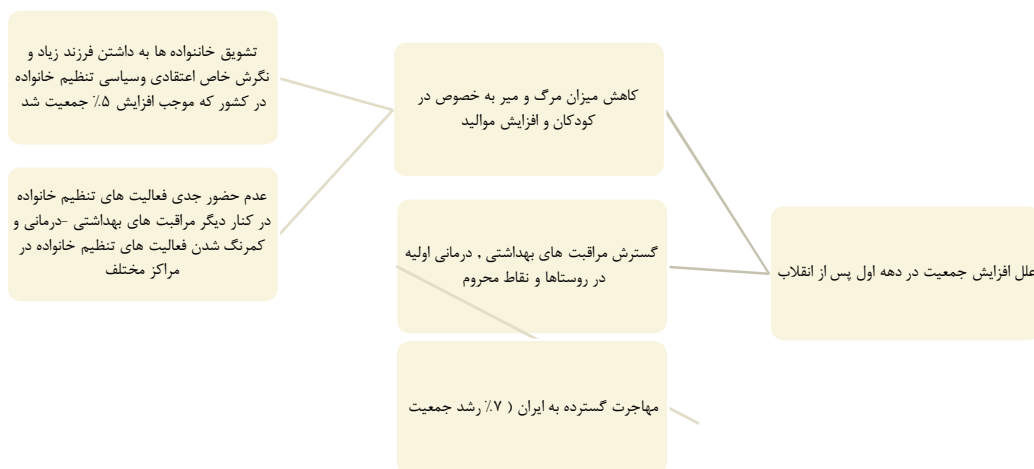 علل افزایش جمعیت در دهه اول پس از انقلاب
کاهش میزان مرگ و میر به خصوص در
کودکان و افزایش موالید
تشویق خاننواده ها به داشتن فرزند زیاد و
نگرش خاص اعتقادی وسیاسی تنظیم خانواده
در کشور که موجب افزایش ۵٪ جمعیت شد
عدم حضور جدی فعالیت های تنظیم خانواده
در کنار دیگر مراقبت های بهداشتی -درمانی و
کمرنگ شدن فعالیت های تنظیم خانواده در
مراکز مختلف
گسترش مراقبت های بهداشتی , درمانی اولیه
در روستاها و نقاط محروم
مهاجرت گسترده به ایران ( ۷٪ رشد جمعیت